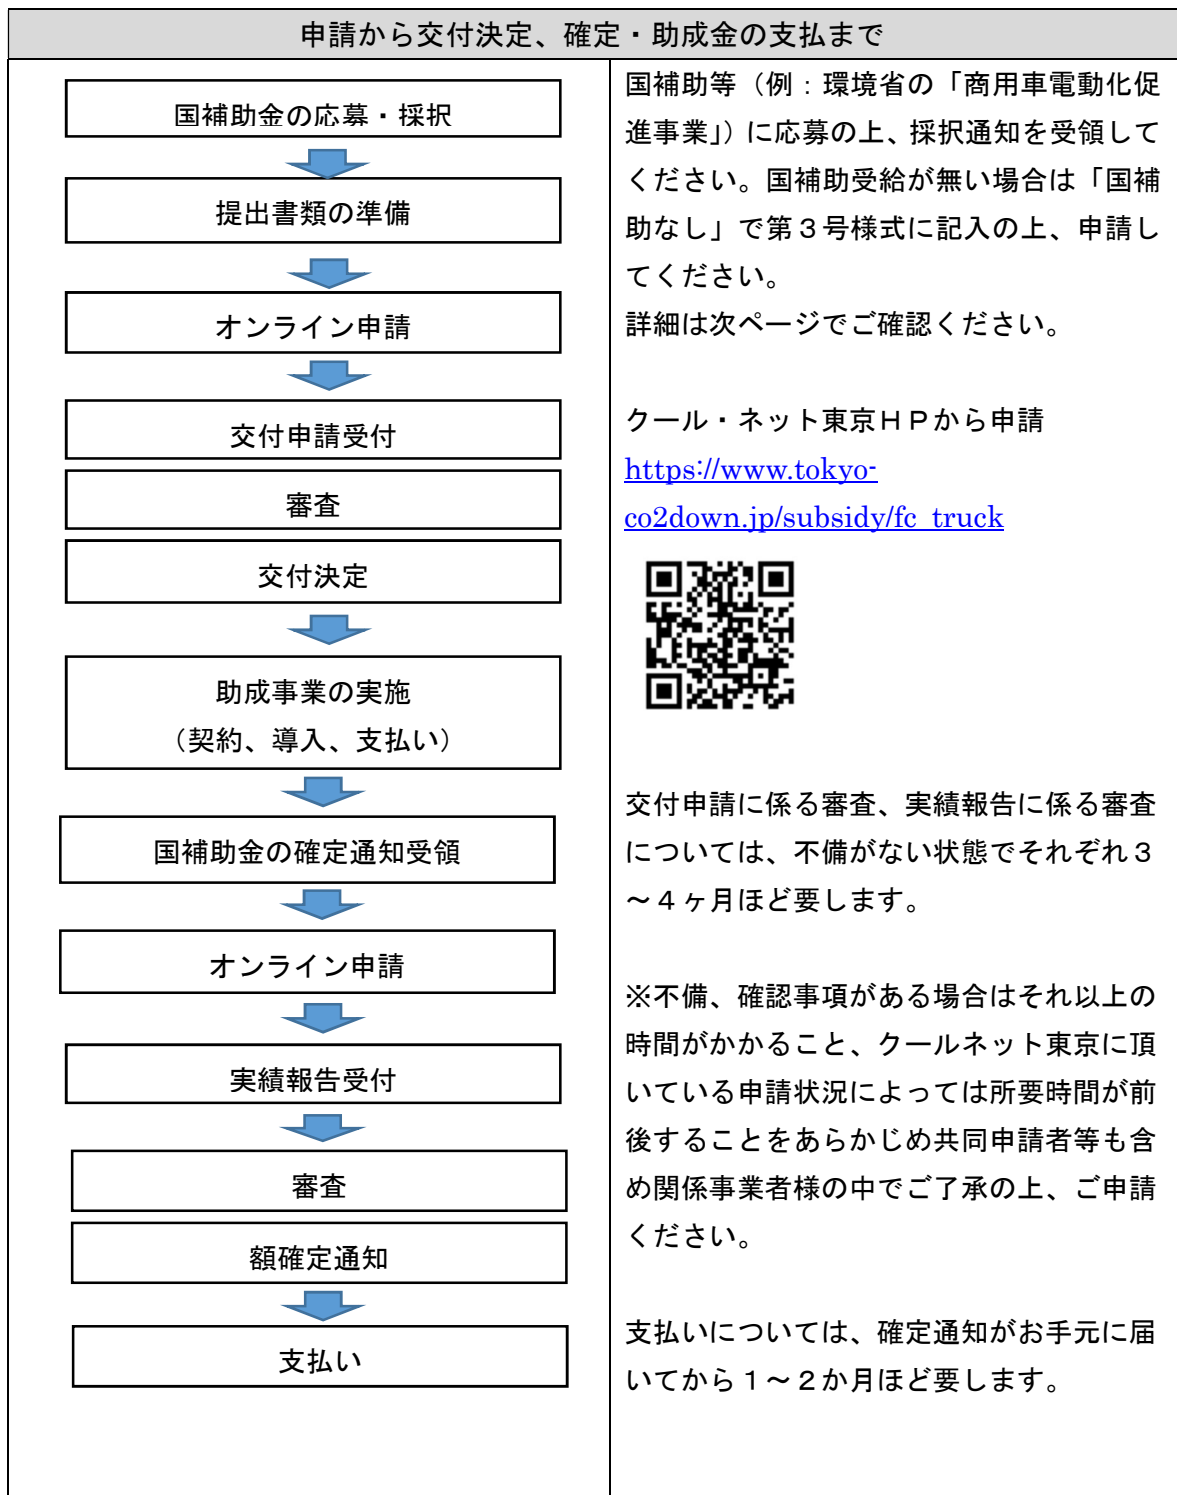 申請から交付決定、確定・助成金の支払まで
国補助金の応募・採択
提出書類の準備
オンライン申請
交付申請受付
審査
交付決定
助成事業の実施
（契約、導入、支払い）
国補助金の確定通知受領
オンライン申請
実績報告受付
審査
額確定通知
支払い
国補助等（例：環境省の「商用車電動化促
進事業」）に応募の上、採択通知を受領して
ください。国補助受給が無い場合は「国補
助なし」で第３号様式に記入の上、申請し
てください。
詳細は次ページでご確認ください。
クール・ネット東京ＨＰから申請
https://www.tokyo-
co2down.jp/subsidy/fc_truck
交付申請に係る審査、実績報告に係る審査
については、不備がない状態でそれぞれ３
～４ヶ月ほど要します。
※不備、確認事項がある場合はそれ以上の
時間がかかること、クールネット東京に頂
いている申請状況によっては所要時間が前
後することをあらかじめ共同申請者等も含
め関係事業者様の中でご了承の上、ご申請
ください。
支払いについては、確定通知がお手元に届
いてから１～２か月ほど要します。